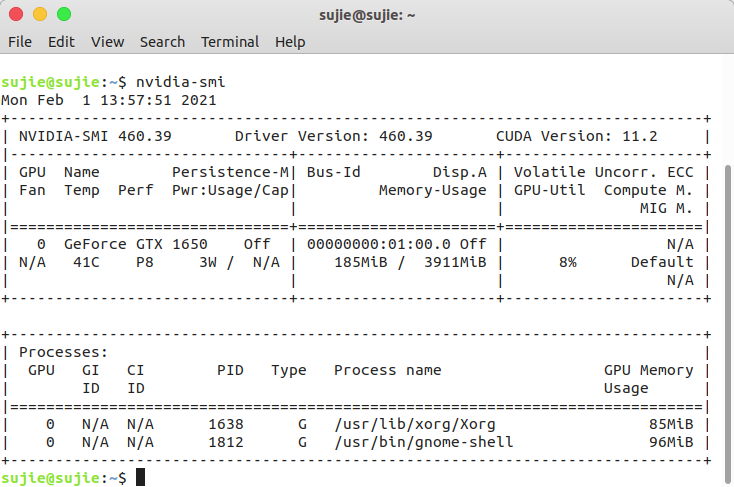 sujie@sujie: ~
File Edit View Search Terminal Help
sujie@sujie:~$ nvidia-smi
Mon Feb  1 13:57:51 2021
+-----------------------------------------------------------------------------+
| NVIDIA-SMI 460.39       Driver Version: 460.39       CUDA Version: 11.2     |
|-------------------------------+----------------------+----------------------+
| GPU  Name        Persistence-M| Bus-Id        Disp.A | Volatile Uncorr. ECC |
| Fan  Temp  Perf  Pwr:Usage/Cap|         Memory-Usage | GPU-Util  Compute M. |
|                               |                      |               MIG M. |
|===============================+======================+======================|
|   0  GeForce GTX 1650    Off  | 00000000:01:00.0 Off |                  N/A |
| N/A   41C    P8     3W /  N/A |    185MiB /  3911MiB |      8%      Default |
|                               |                      |                  N/A |
+-------------------------------+----------------------+----------------------+
+-----------------------------------------------------------------------------+
| Processes:                                                                  |
|  GPU   GI   CI        PID   Type   Process name                  GPU Memory |
|        ID   ID                                                   Usage      |
|=============================================================================|
|    0   N/A  N/A      1638      G   /usr/lib/xorg/Xorg                 85MiB |
|    0   N/A  N/A      1812      G   /usr/bin/gnome-shell               96MiB |
+-----------------------------------------------------------------------------+
sujie@sujie:~$